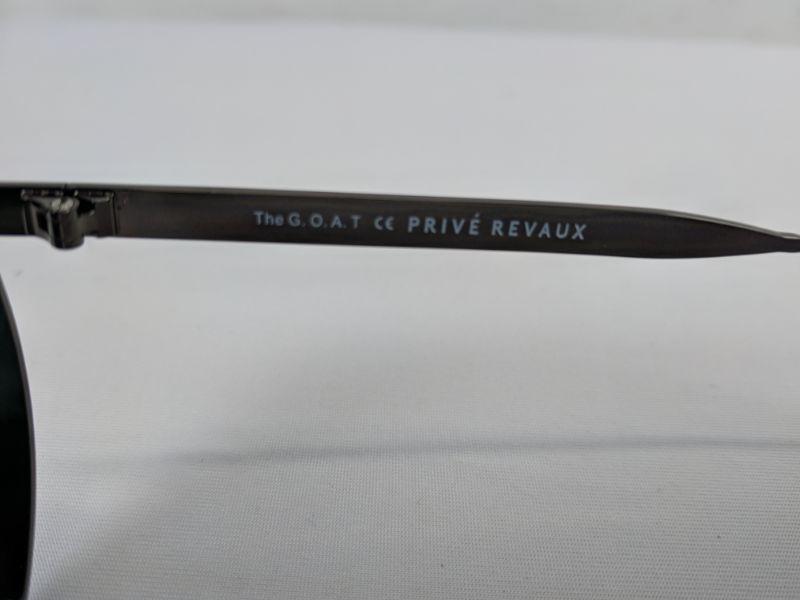 The G.O.A.T CE PRIVÉ REVAUX